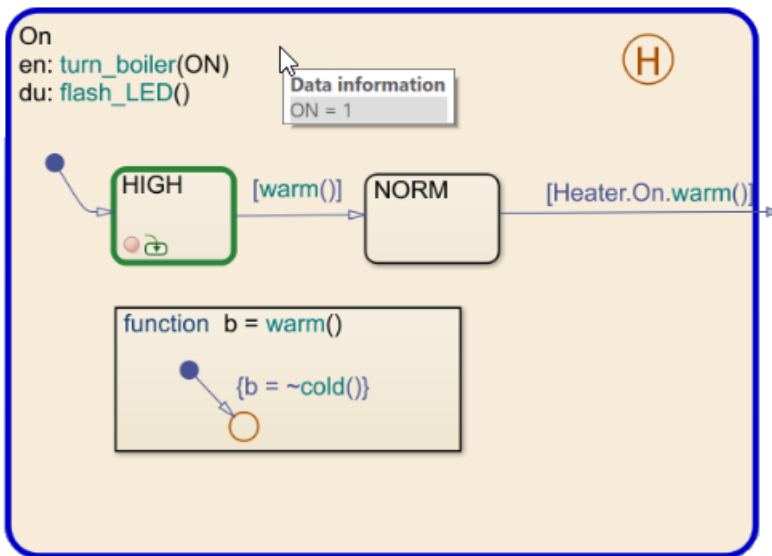 On
en: turn_boiler(ON)
du: flash_LED()
H
Data information
ON = 1
HIGH
[warm()]
NORM
[Heater.On.warm()]
function b = warm()
{b = ~cold()}